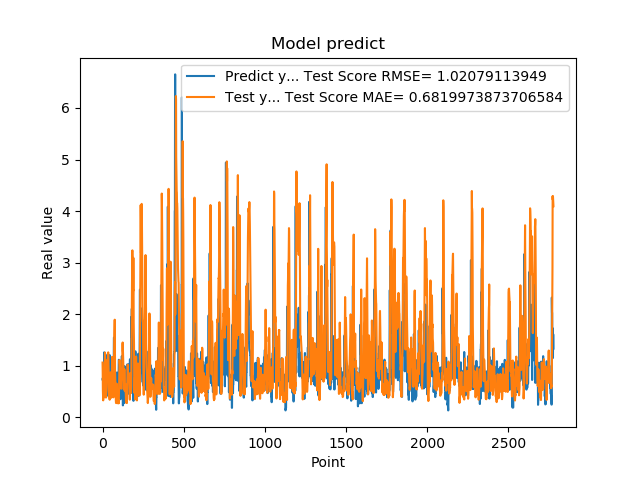 Model predict
Predict y... Test Score RMSE= 1.02079113949
Test y... Test Score MAE= 0.6819973873706584
Real value
6
5
4
3
2
1
0
0 500 1000 1500 2000 2500
Point